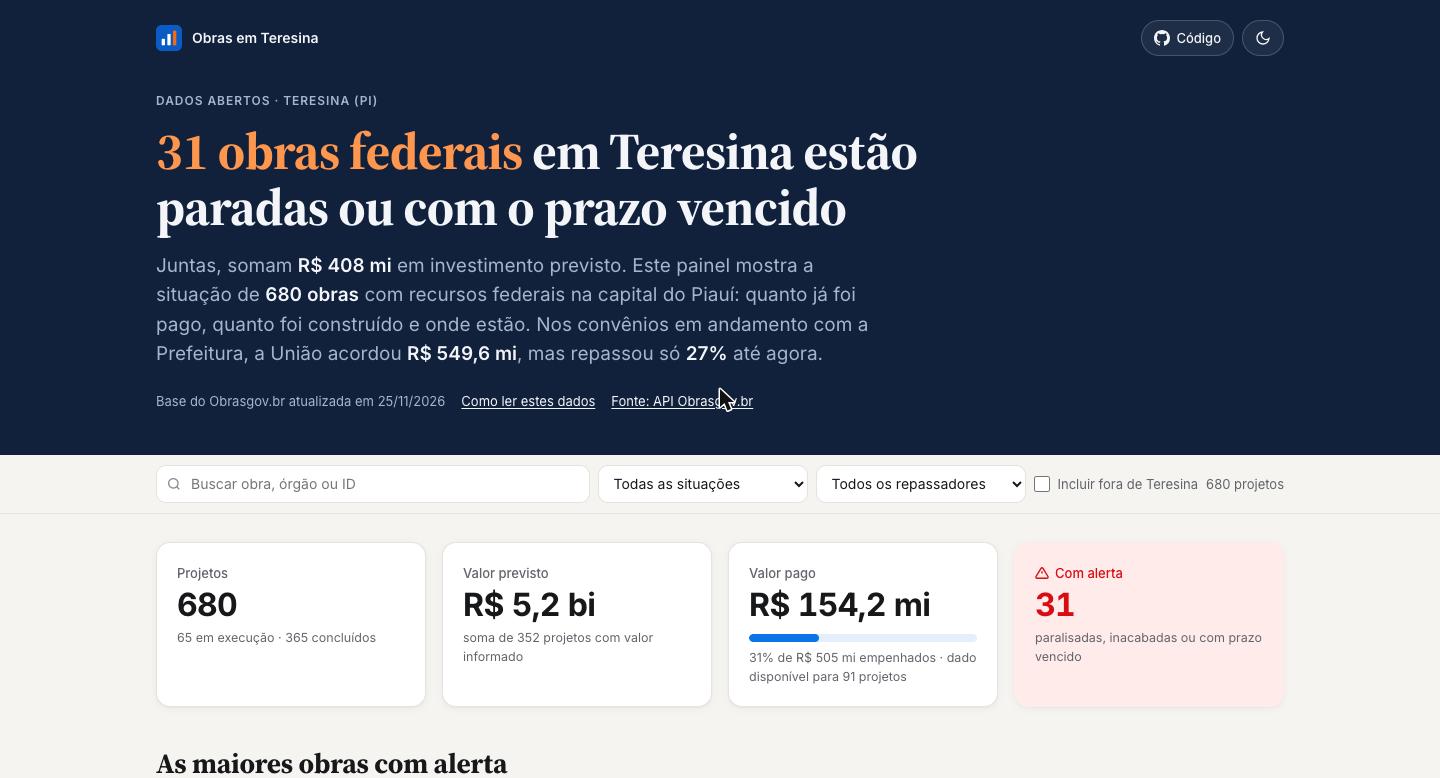 Obras em Teresina
Código
DADOS ABERTOS · TERESINA (PI)
31 obras federais em Teresina estão
paradas ou com o prazo vencido
Juntas, somam R$ 408 mi em investimento previsto. Este painel mostra a
situação de 680 obras com recursos federais na capital do Piauí: quanto já foi
pago, quanto foi construído e onde estão. Nos convênios em andamento com a
Prefeitura, a União acordou R$ 549,6 mi, mas repassou só 27% até agora.
Base do Obrasgov.br atualizada em 25/11/2026 Como ler estes dados Fonte: API Obrasgov.br
Buscar obra, órgão ou ID
Todas as situações
Todos os repassadores
Incluir fora de Teresina 680 projetos
Projetos
680
65 em execução · 365 concluídos
Valor previsto
R$ 5,2 bi
soma de 352 projetos com valor
informado
Valor pago
R$ 154,2 mi
31% de R$ 505 mi empenhados · dado
disponível para 91 projetos
Com alerta
31
paralisadas, inacabadas ou com prazo
vencido
As maiores obras com alerta